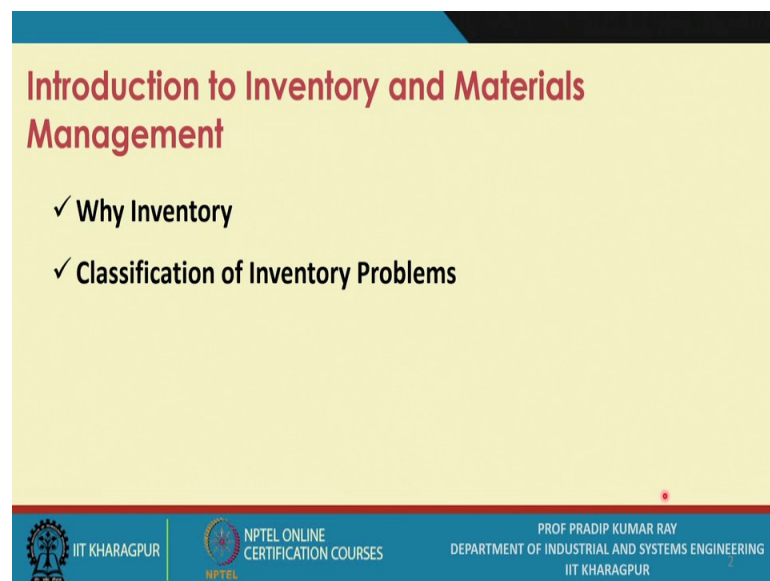 Introduction to Inventory and Materials
Management
✓ Why Inventory
✓ Classification of Inventory Problems
IIT KHARAGPUR
NPTEL
NPTEL ONLINE
CERTIFICATION COURSES
PROF PRADIP KUMAR RAY
DEPARTMENT OF INDUSTRIAL AND SYSTEMS ENGINEERING
IIT KHARAGPUR
2